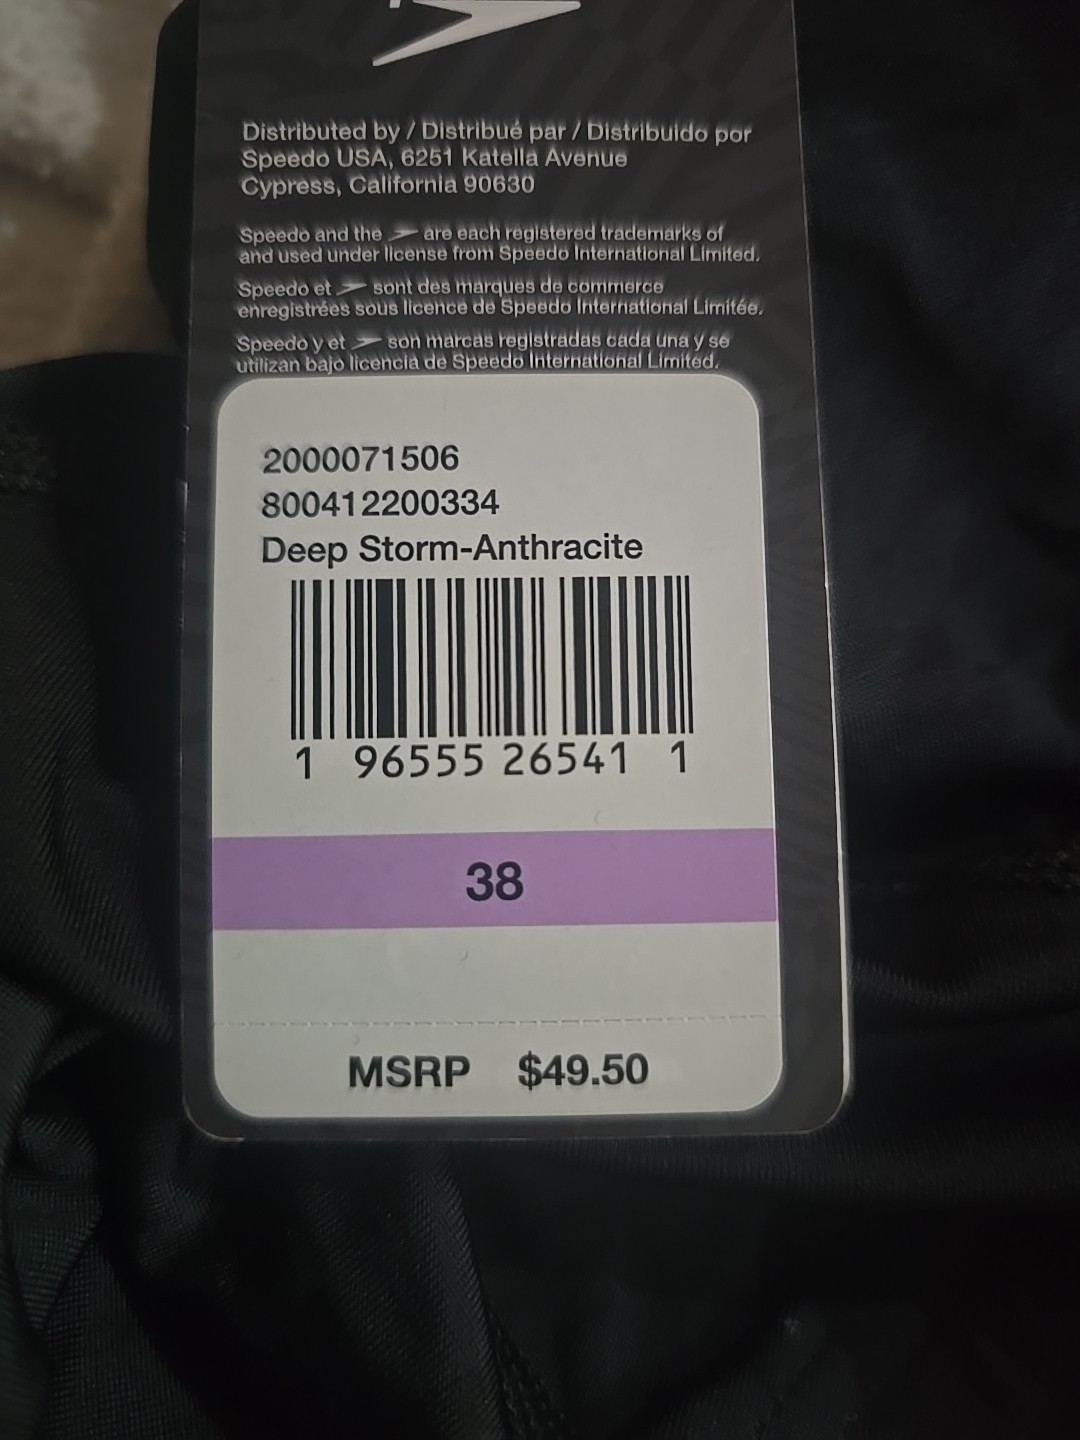 Distributed by / Distribué par / Distribuido por
Speedo USA, 6251 Katella Avenue
Cypress, California 90630
Speedo and the are each registered trademarks of
and used under license from Speedo International Limited.
Speedo et sont des marques de commerce
enregistrées sous licence de Speedo International Limitée.
Speedo y et son marcas registradas cada una y se
utilizan bajo licencia de Speedo International Limited.
2000071506
800412200334
Deep Storm-Anthracite
1 96555 26541 1
38
MSRP $49.50